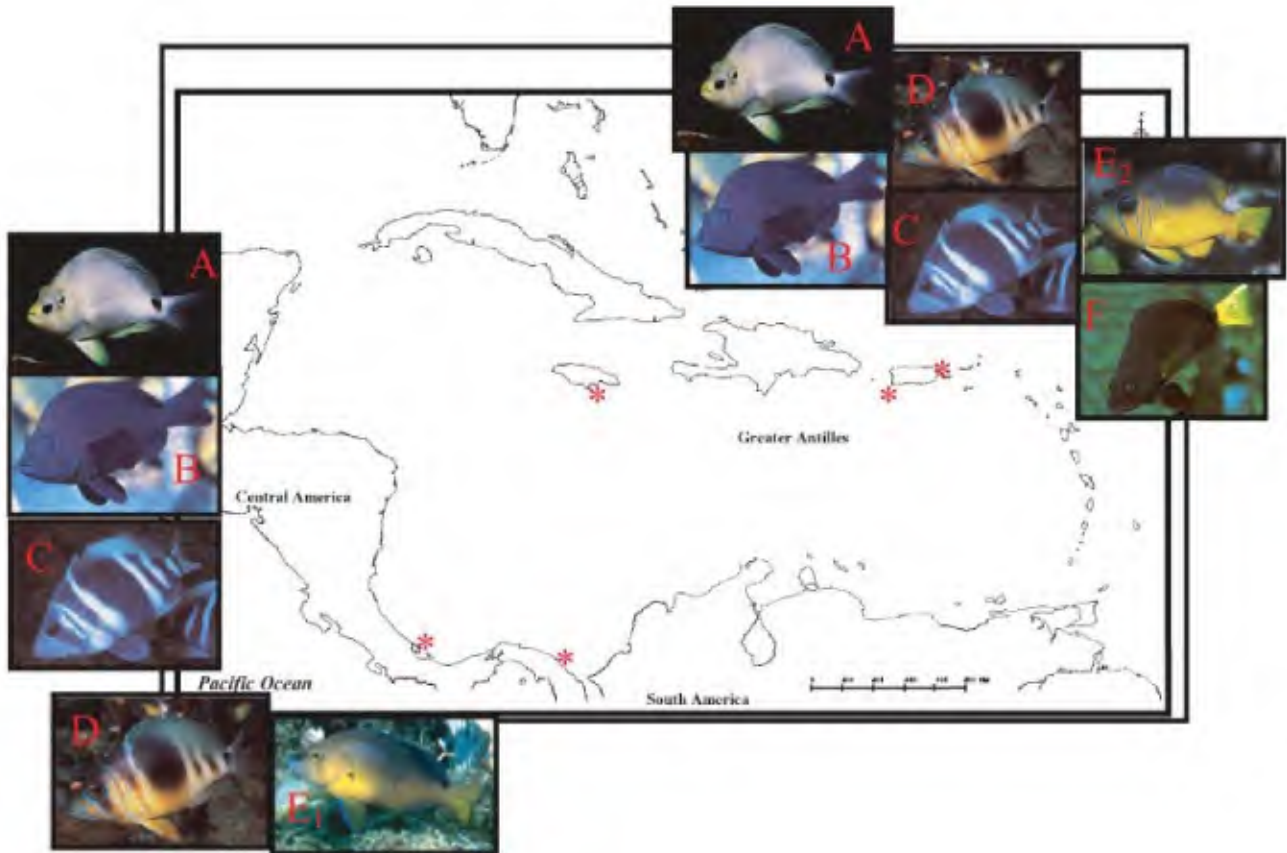 A
D
E2
A
C
B
F
B
Greater Antilles
Central America
C
Pacific Ocean
South America
D
E1